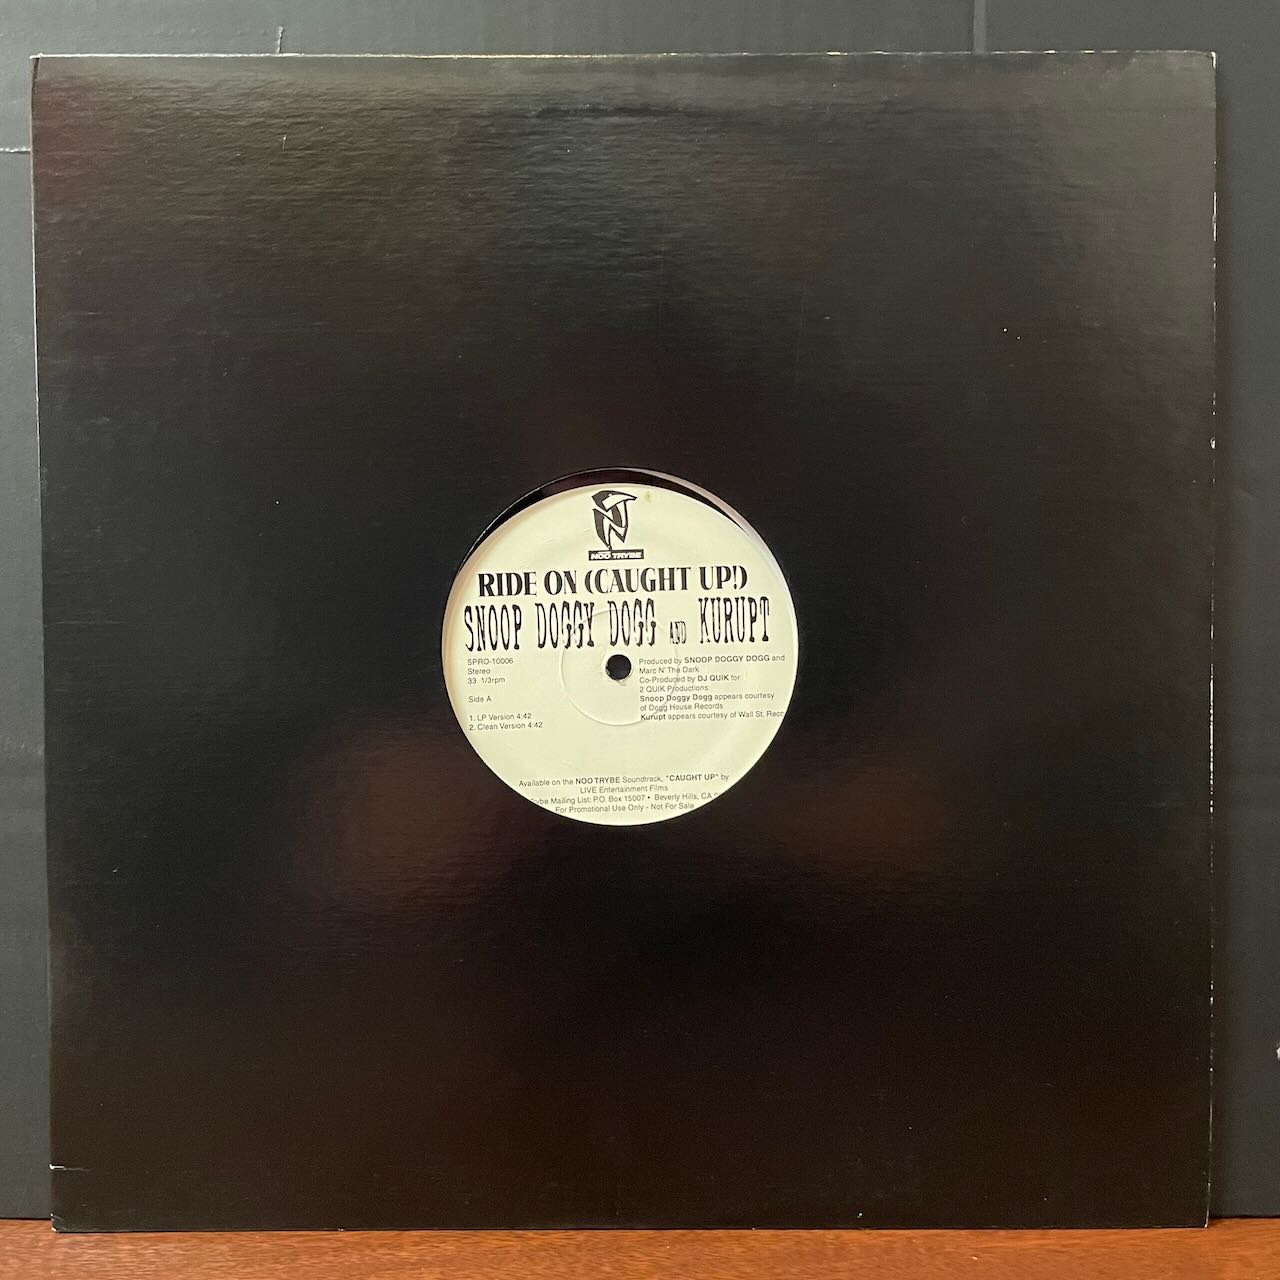 NOO TRYBE
RIDE ON (CAUGHT UP!)
SNOOP DOGGY DOGG AND KURUPT
SPRO-10006
Stereo
33 1/3rpm
Side A
1. LP Version 4:42
2. Clean Version 4:42
Produced by SNOOP DOGGY DOGG and
Marc N' The Dark
Co-Produced by DJ QUIK for
2 QUIK Productions
Snoop Doggy Dogg appears courtesy
of Dogg House Records
Kurupt appears courtesy of Wall St. Rec
Available on the NOO TRYBE Soundtrack, "CAUGHT UP" by
LIVE Entertainment Films
Mailing List: P.O. Box 15007 • Beverly Hills, CA
For Promotional Use Only - Not For Sale